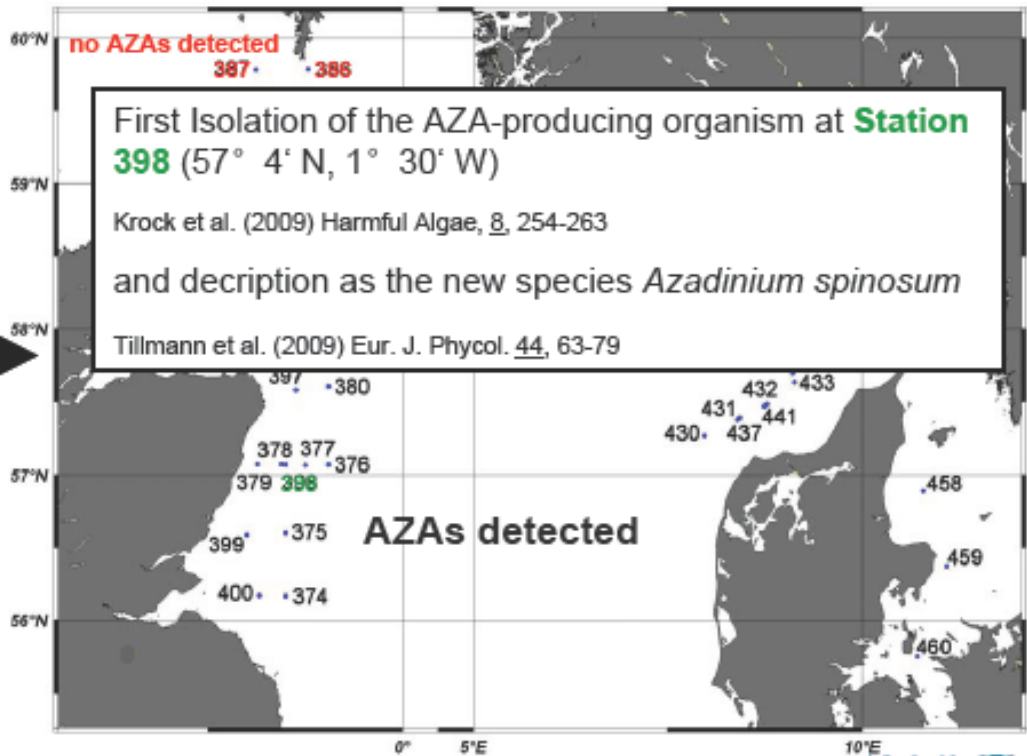 60°N
no AZAs detected
387 386
First Isolation of the AZA-producing organism at Station
398 (57° 4‘ N, 1° 30‘ W)
Krock et al. (2009) Harmful Algae, 8, 254-263
and decription as the new species Azadinium spinosum
Tillmann et al. (2009) Eur. J. Phycol. 44, 63-79
59°N
58°N
397 380
432 433
431 441
430 437
378 377
57°N
376
379 398
458
399 375
AZAs detected
459
400 374
56°N
460
0° 5°E 10°E